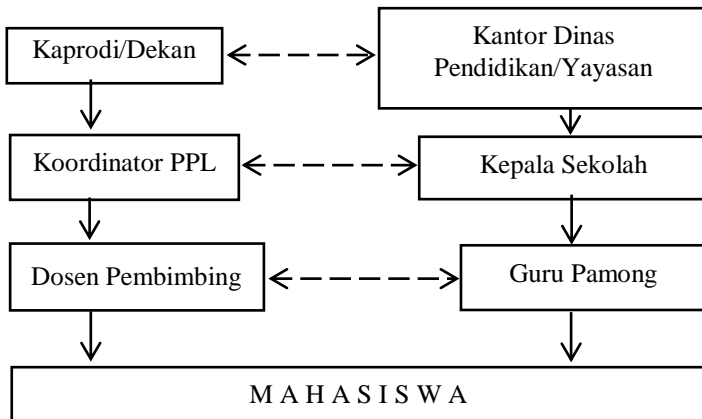 Kaprodi/Dekan
Kantor Dinas
Pendidikan/Yayasan
Koordinator PPL
Kepala Sekolah
Dosen Pembimbing
Guru Pamong
M A H A S I S W A